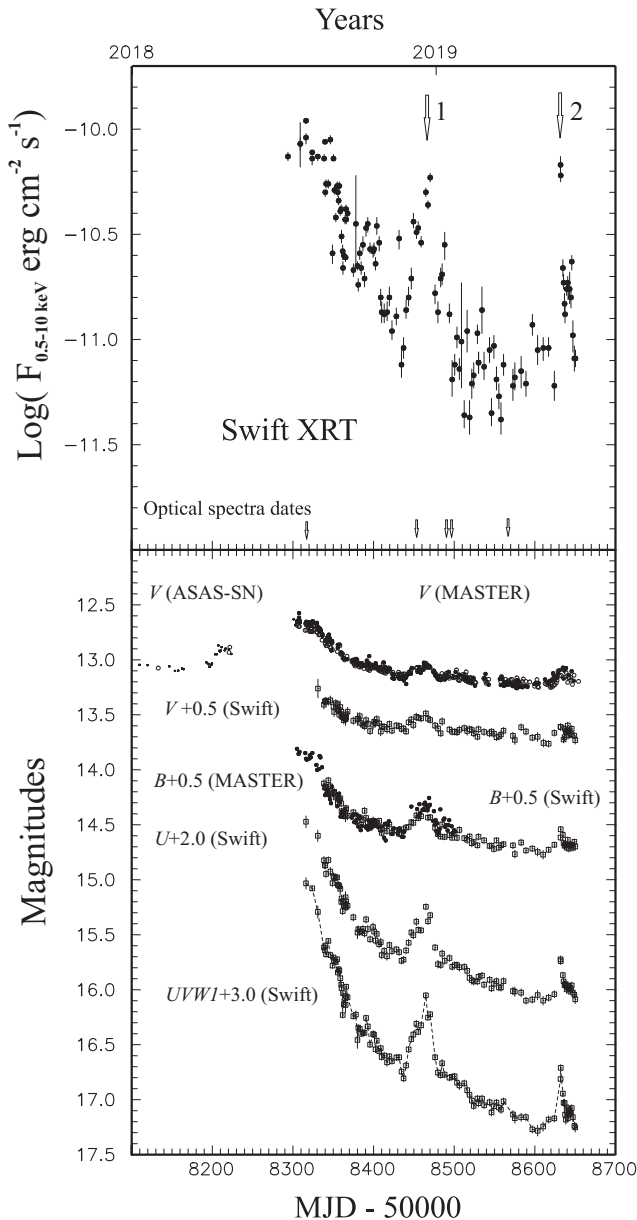 Years
2018 2019
1 2
−10.0
−10.5
−11.0
−11.5
Log( F0.5-10 keV erg cm-2 s-1)
Swift XRT
Optical spectra dates
V (ASAS-SN) V (MASTER)
12.5
13.0
V +0.5 (Swift)
13.5
14.0
B+0.5 (MASTER) B+0.5 (Swift)
14.5
U+2.0 (Swift)
15.0
15.5
UVW1+3.0 (Swift)
16.0
16.5
17.0
17.5
Magnitudes
8200 8300 8400 8500 8600 8700
MJD - 50000